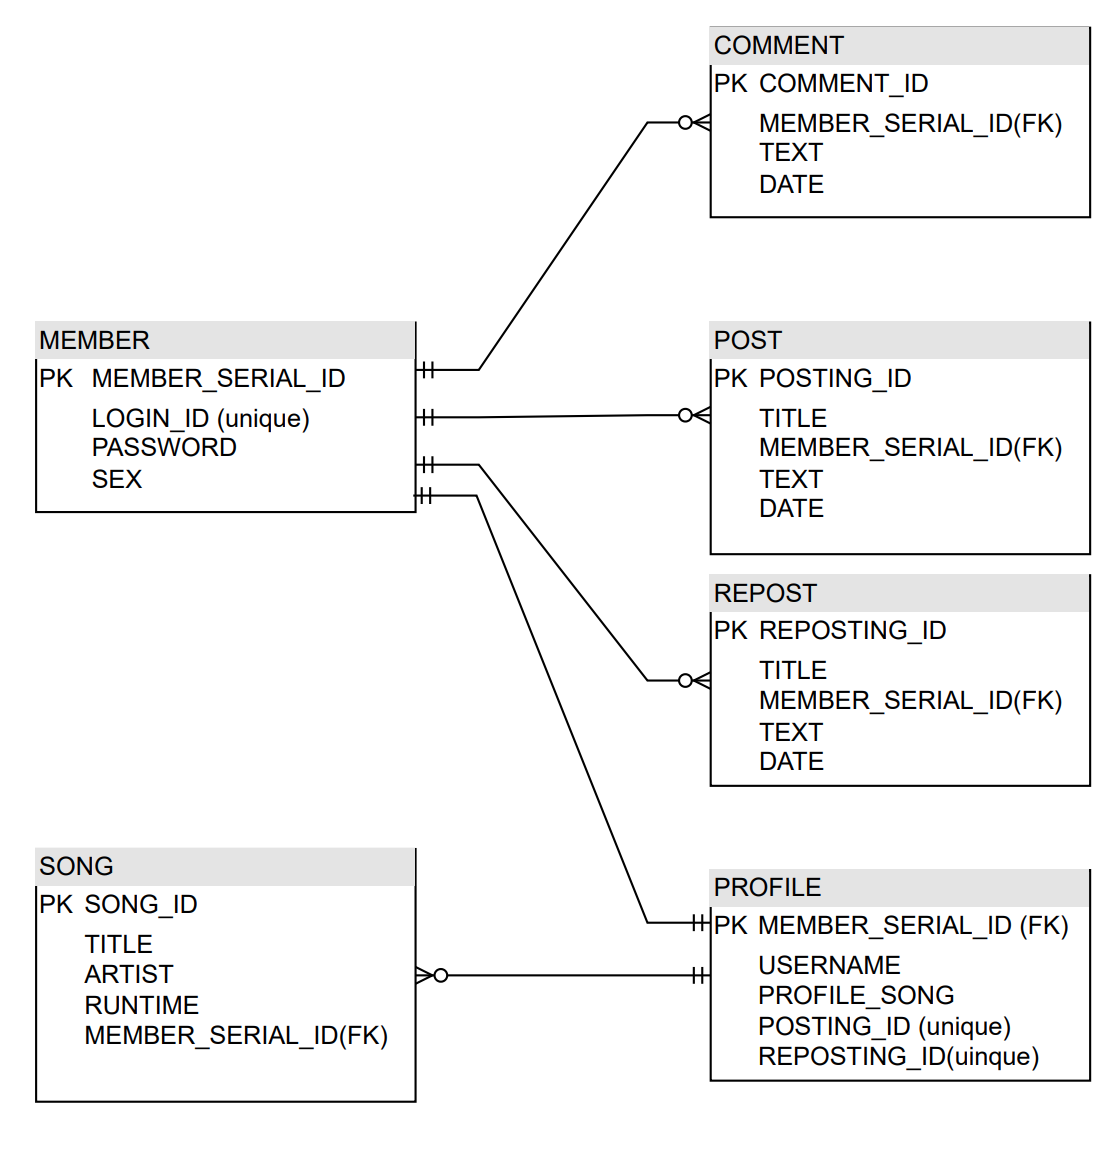 COMMENT
PK COMMENT_ID
MEMBER_SERIAL_ID(FK)
TEXT
DATE
MEMBER
PK MEMBER_SERIAL_ID
LOGIN_ID (unique)
PASSWORD
SEX
POST
PK POSTING_ID
TITLE
MEMBER_SERIAL_ID(FK)
TEXT
DATE
REPOST
PK REPOSTING_ID
TITLE
MEMBER_SERIAL_ID(FK)
TEXT
DATE
SONG
PK SONG_ID
TITLE
ARTIST
RUNTIME
MEMBER_SERIAL_ID(FK)
PROFILE
PK MEMBER_SERIAL_ID (FK)
USERNAME
PROFILE_SONG
POSTING_ID (unique)
REPOSTING_ID(uinque)